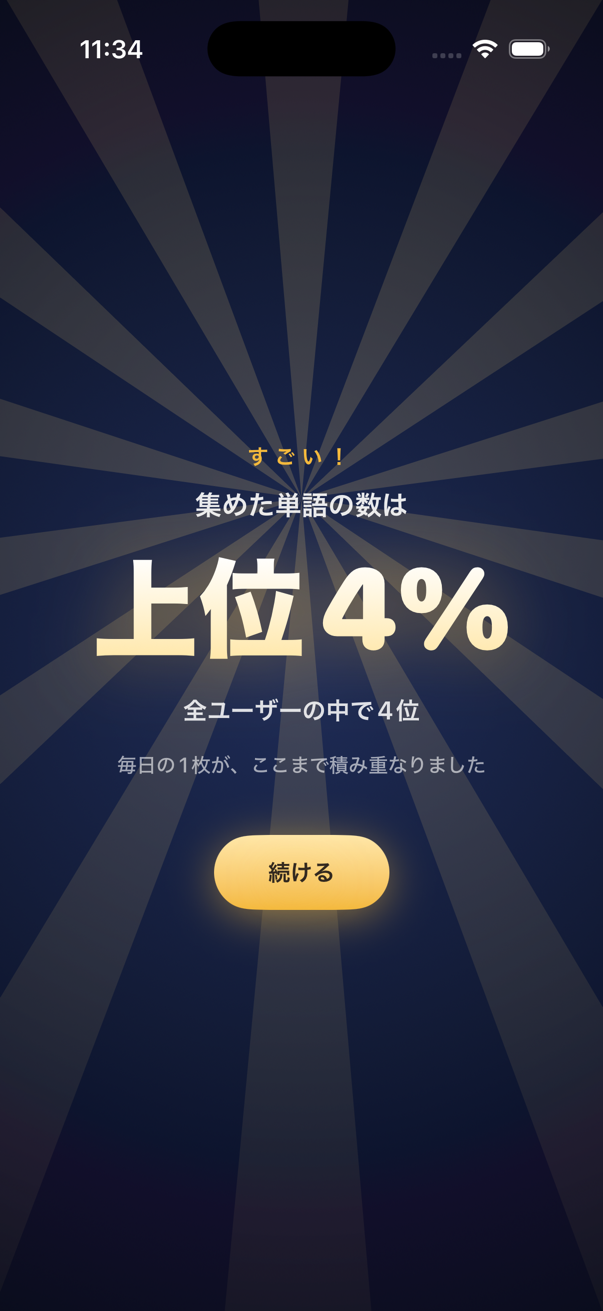 11:34
すごい！
集めた単語の数は
上位4%
全ユーザーの中で4位
毎日の1枚が、ここまで積み重なりました
続ける